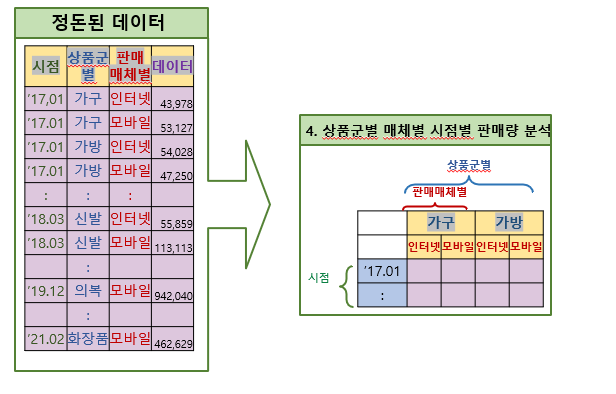 정돈된 데이터
시점 상품군별 판매매체별 데이터
’17,01 가구 인터넷 43,978
’17.01 가구 모바일 53,127
’17.01 가방 인터넷 54,028
’17.01 가방 모바일 47,250
: : :
’18.03 신발 인터넷 55,859
’18.03 신발 모바일 113,113
:
’19.12 의복 모바일 942,040
:
’21.02 화장품 모바일 462,629
4. 상품군별 매체별 시점별 판매량 분석
상품군별
판매매체별
가구 가방
인터넷 모바일 인터넷 모바일
시점
’17.01
: